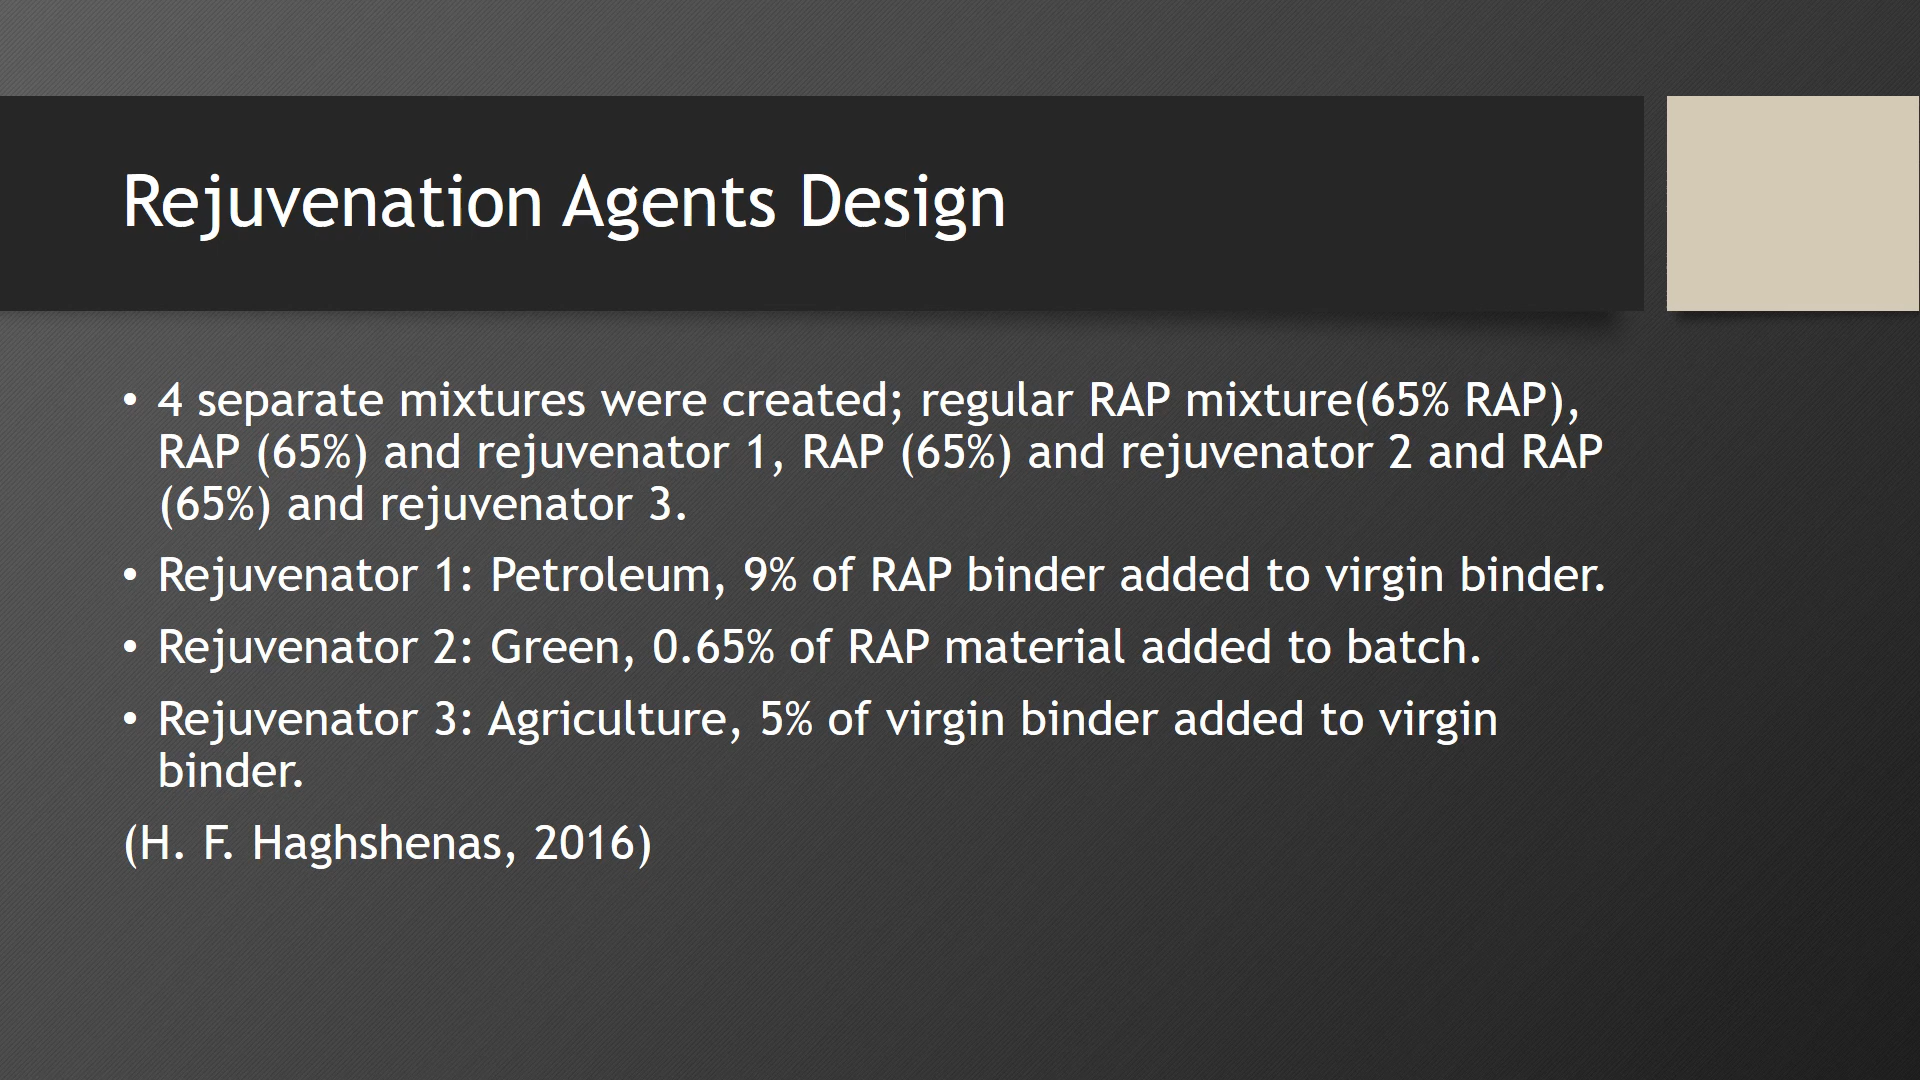 Rejuvenation Agents Design
• 4 separate mixtures were created; regular RAP mixture(65% RAP),
RAP (65%) and rejuvenator 1, RAP (65%) and rejuvenator 2 and RAP
(65%) and rejuvenator 3.
• Rejuvenator 1: Petroleum, 9% of RAP binder added to virgin binder.
• Rejuvenator 2: Green, 0.65% of RAP material added to batch.
• Rejuvenator 3: Agriculture, 5% of virgin binder added to virgin
binder.
(H. F. Haghshenas, 2016)